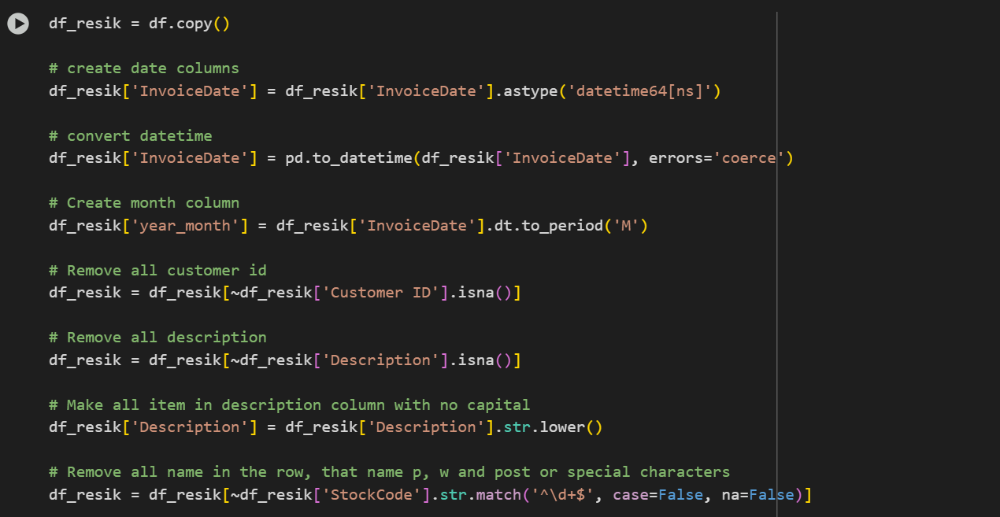 df_resik = df.copy()
# create date columns
df_resik['InvoiceDate'] = df_resik['InvoiceDate'].astype('datetime64[ns]')
# convert datetime
df_resik['InvoiceDate'] = pd.to_datetime(df_resik['InvoiceDate'], errors='coerce')
# Create month column
df_resik['year_month'] = df_resik['InvoiceDate'].dt.to_period('M')
# Remove all customer id
df_resik = df_resik[~df_resik['Customer ID'].isna()]
# Remove all description
df_resik = df_resik[~df_resik['Description'].isna()]
# Make all item in description column with no capital
df_resik['Description'] = df_resik['Description'].str.lower()
# Remove all name in the row, that name p, w and post or special characters
df_resik = df_resik[~df_resik['StockCode'].str.match('^\d+$', case=False, na=False)]